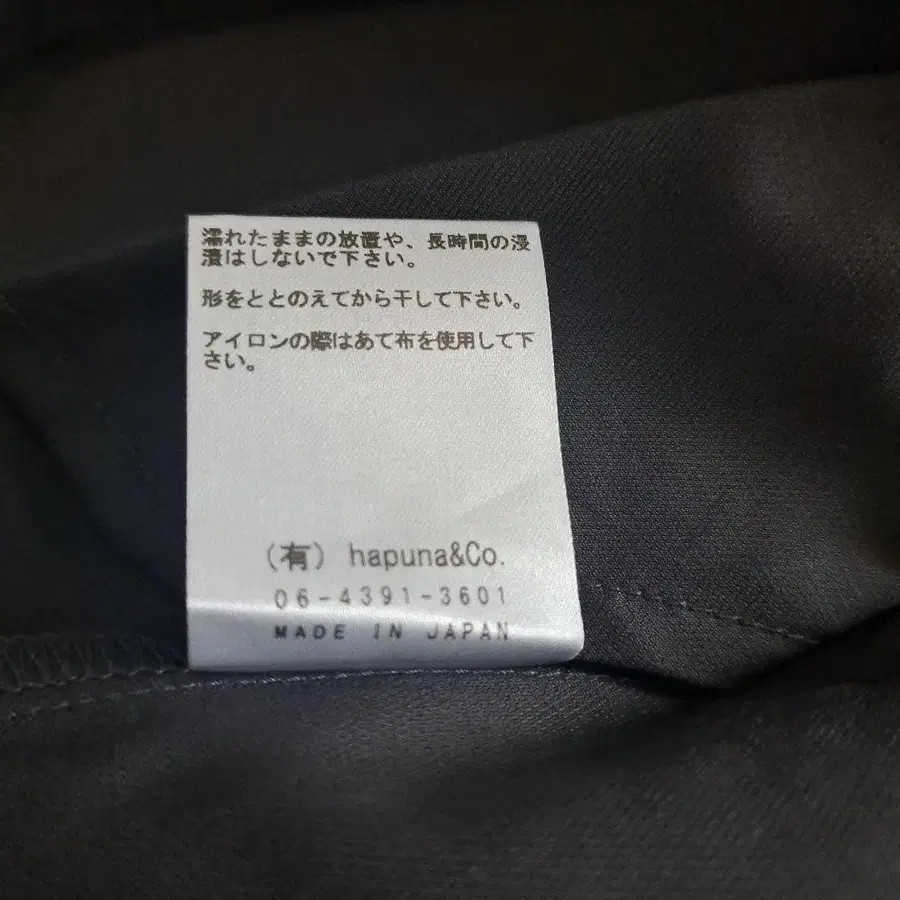 濡れたままの放置や、長時間の浸
漬はしないで下さい。
形をととのえてから干して下さい。
アイロンの際はあて布を使用して下
さい。
(有) hapuna&Co.
06-4391-3601
MADE IN JAPAN